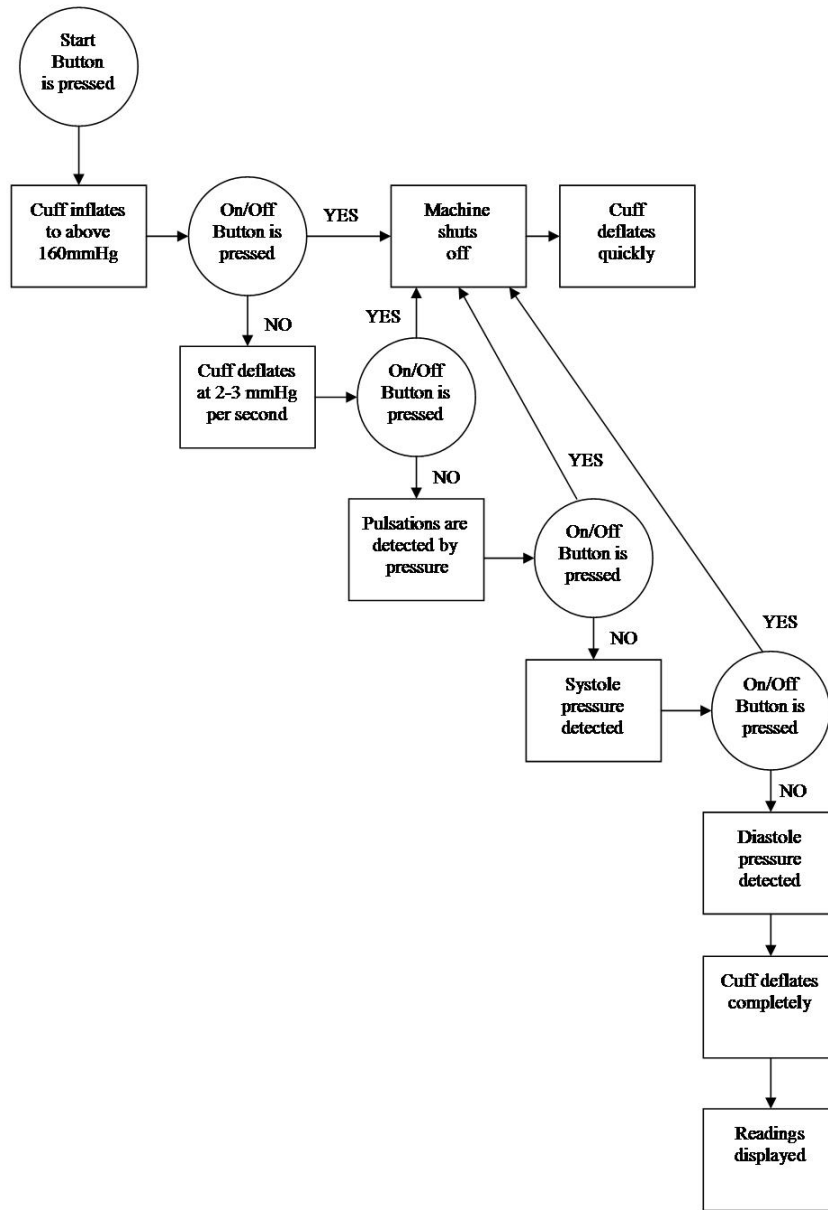 Start
Button
is pressed
Cuff inflates
to above
160mmHg
On/Off
Button is
pressed
YES
Machine
shuts
off
Cuff
deflates
quickly
NO
YES
Cuff deflates
at 2-3 mmHg
per second
On/Off
Button is
pressed
NO
YES
Pulsations are
detected by
pressure
On/Off
Button is
pressed
NO
YES
Systole
pressure
detected
On/Off
Button is
pressed
NO
Diastole
pressure
detected
Cuff deflates
completely
Readings
displayed